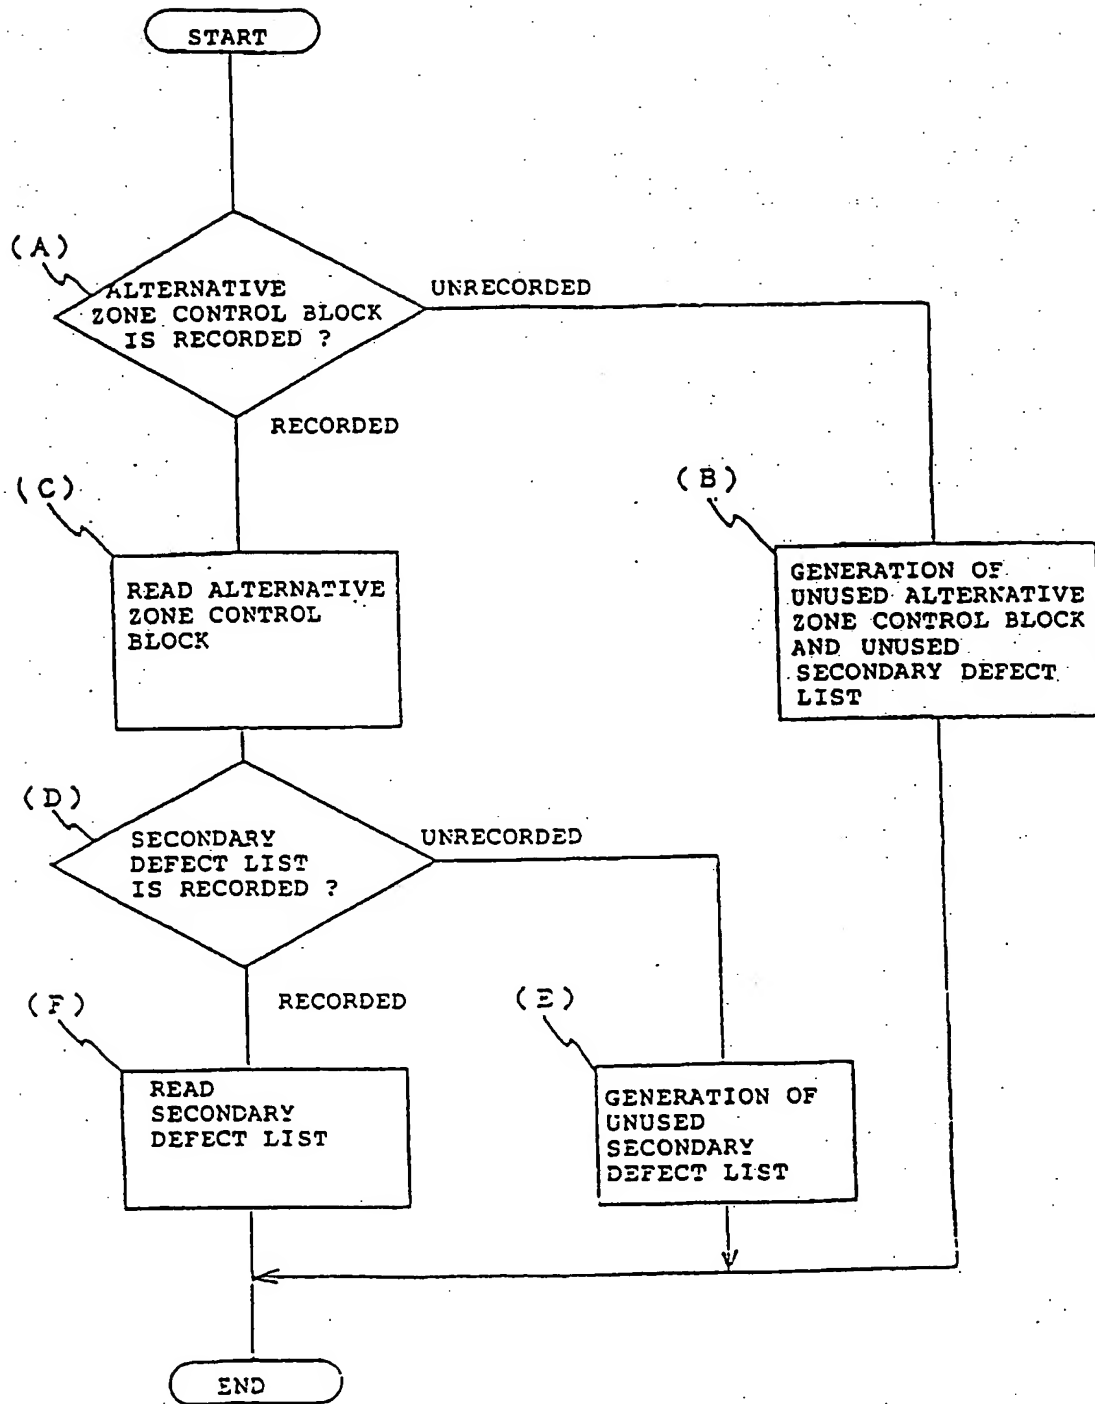 START
(A)
ALTERNATIVE
ZONE CONTROL BLOCK
IS RECORDED ?
UNRECORDED
RECORDED
(C)
READ ALTERNATIVE
ZONE CONTROL
BLOCK
(B)
GENERATION OF
UNUSED ALTERNATIVE
ZONE CONTROL BLOCK
AND UNUSED
SECONDARY DEFECT
LIST
(D)
SECONDARY
DEFECT LIST
IS RECORDED ?
UNRECORDED
RECORDED
(F)
READ
SECONDARY
DEFECT LIST
(E)
GENERATION OF
UNUSED
SECONDARY
DEFECT LIST
END